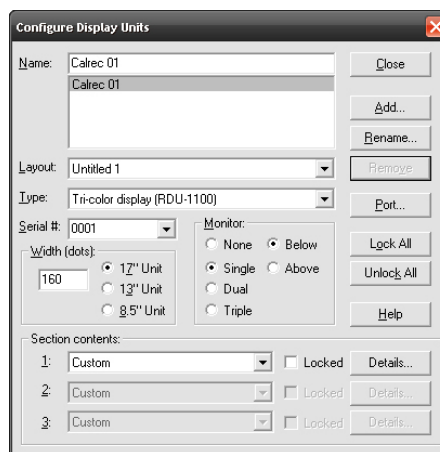 Configure Display Units
Name: Calrec 01 Close
Calrec 01
Add...
Rename...
Layout: Untitled 1 Remove
Type: Tri-color display (RDU-1100) Port...
Serial #: 0001 Monitor:
None Below Lock All
Width (dots):
160 17" Unit Single Above Unlock All
13" Unit Dual
8.5" Unit Triple Help
Section contents:
1: Custom Locked Details...
2: Custom Locked Details...
3: Custom Locked Details...